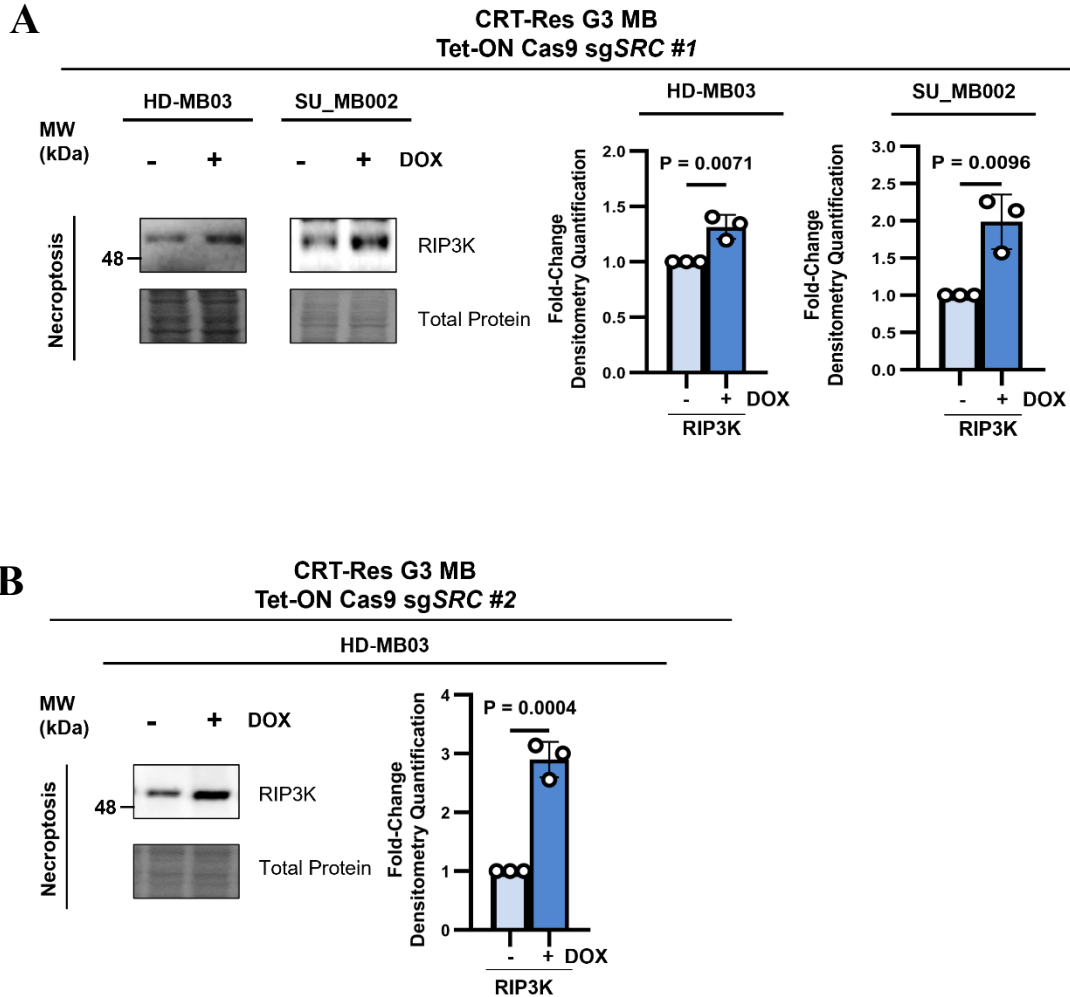 A
CRT-Res G3 MB
Tet-ON Cas9 sgSRC #1
HD-MB03
SU_MB002
MW
(kDa)
- + - + DOX
Necroptosis
48
RIP3K
Total Protein
HD-MB03
Fold-Change
Densitometry Quantification
2.0
1.5
1.0
0.5
0.0
P = 0.0071
- + DOX
RIP3K
SU_MB002
Fold-Change
Densitometry Quantification
3.0
2.5
2.0
1.5
1.0
0.5
0.0
P = 0.0096
- + DOX
RIP3K
B
CRT-Res G3 MB
Tet-ON Cas9 sgSRC #2
HD-MB03
MW
(kDa)
- + DOX
Necroptosis
48
RIP3K
Total Protein
Fold-Change
Densitometry Quantification
4
3
2
1
0
P = 0.0004
- + DOX
RIP3K